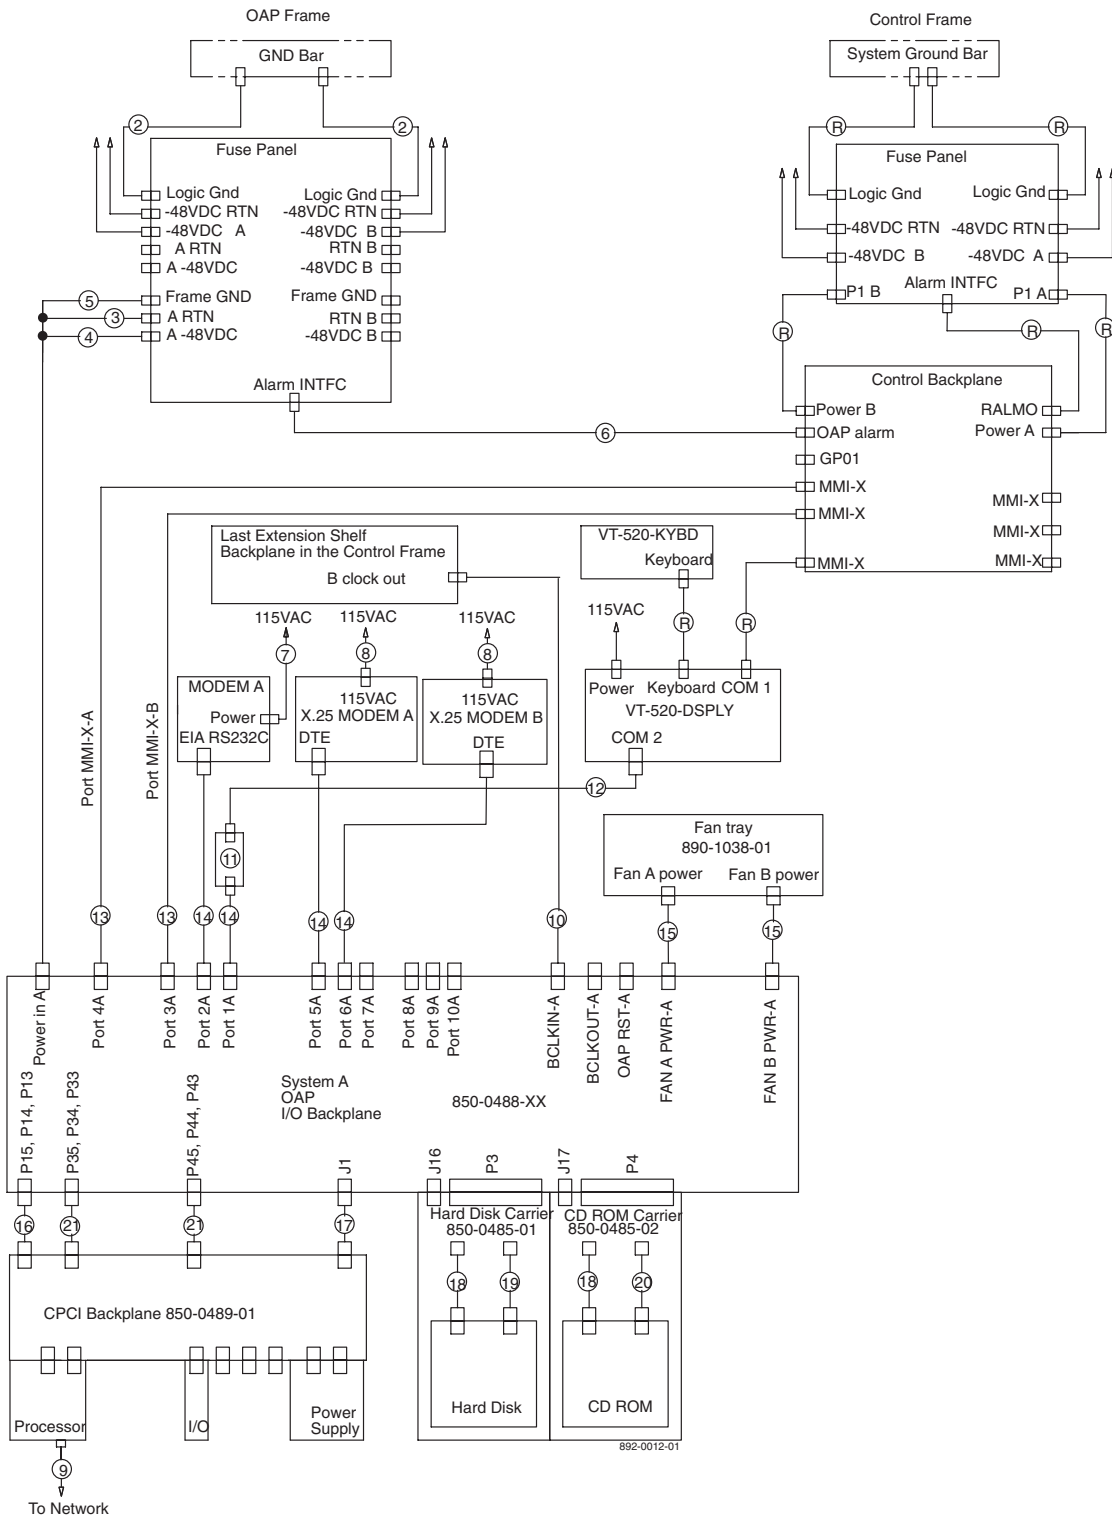 OAP Frame
GND Bar
Control Frame
System Ground Bar
2
2
R
R
Fuse Panel
Logic Gnd
-48VDC RTN
-48VDC A
A RTN
A -48VDC
Frame GND
A RTN
A -48VDC
Logic Gnd
-48VDC RTN
-48VDC B
RTN B
-48VDC B
Frame GND
RTN B
-48VDC B
Alarm INTFC
5
3
4
Fuse Panel
Logic Gnd
-48VDC RTN
-48VDC B
P1 B
Logic Gnd
-48VDC RTN
-48VDC A
P1 A
Alarm INTFC
R
R
R
6
Control Backplane
Power B
OAP alarm
GP01
MMI-X
MMI-X
MMI-X
RALMO
Power A
MMI-X
MMI-X
MMI-X
Last Extension Shelf
Backplane in the Control Frame
B clock out
VT-520-KYBD
Keyboard
115VAC
115VAC
115VAC
115VAC
7
8
8
R
R
MODEM A
Power
EIA RS232C
115VAC
X.25 MODEM A
DTE
115VAC
X.25 MODEM B
DTE
Power
Keyboard
COM 1
VT-520-DSPLY
COM 2
Port MMI-X-A
Port MMI-X-B
12
11
Fan tray
890-1038-01
Fan A power
Fan B power
13
13
14
14
14
14
10
15
15
Power in A
Port 4A
Port 3A
Port 2A
Port 1A
Port 5A
Port 6A
Port 7A
Port 8A
Port 9A
Port 10A
BCLKIN-A
BCLKOUT-A
OAP RST-A
FAN A PWR-A
FAN B PWR-A
System A
OAP
I/O Backplane
850-0488-XX
P15, P14, P13
P35, P34, P33
P45, P44, P43
J1
J16
P3
J17
P4
16
21
21
17
Hard Disk Carrier
850-0485-01
CD ROM Carrier
850-0485-02
18
19
18
20
CPCI Backplane 850-0489-01
Processor
I/O
Power
Supply
Hard Disk
CD ROM
892-0012-01
9
To Network